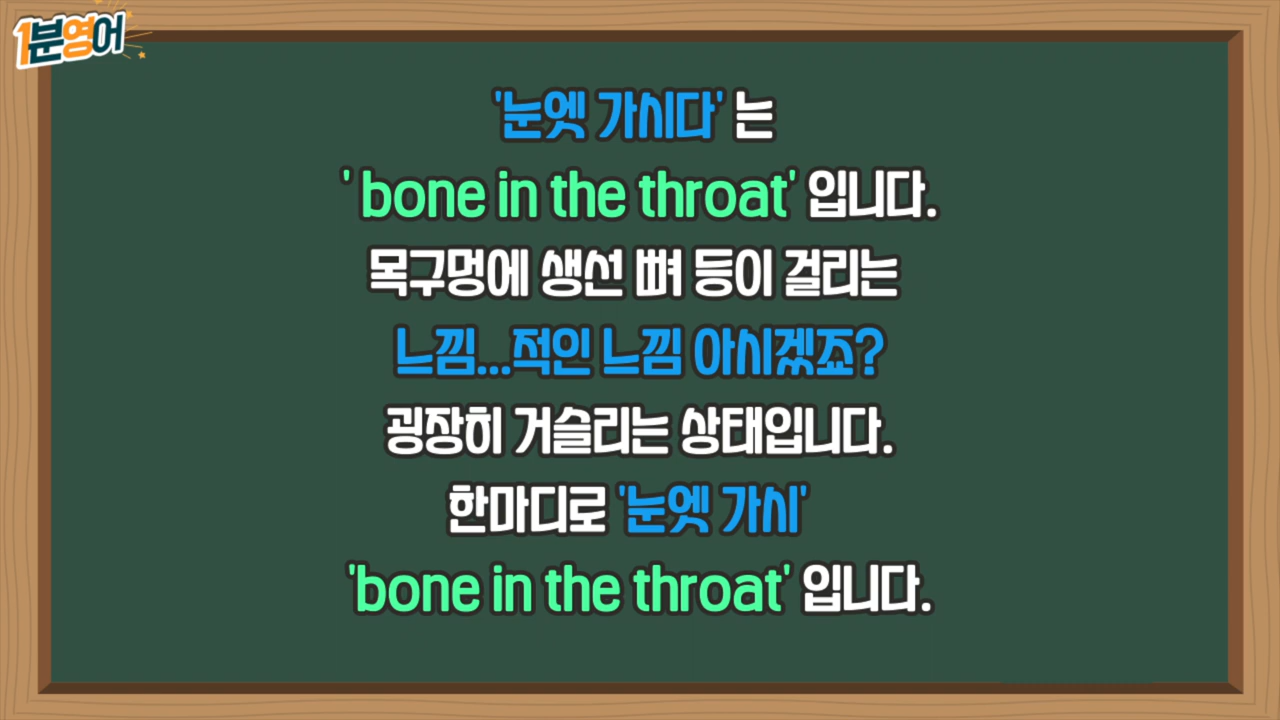 1분영어
'눈엣 가시다' 는
' bone in the throat' 입니다.
목구멍에 생선 뼈 등이 걸리는
느낌...적인 느낌 아시겠죠?
굉장히 거슬리는 상태입니다.
한마디로 '눈엣 가시'
'bone in the throat' 입니다.